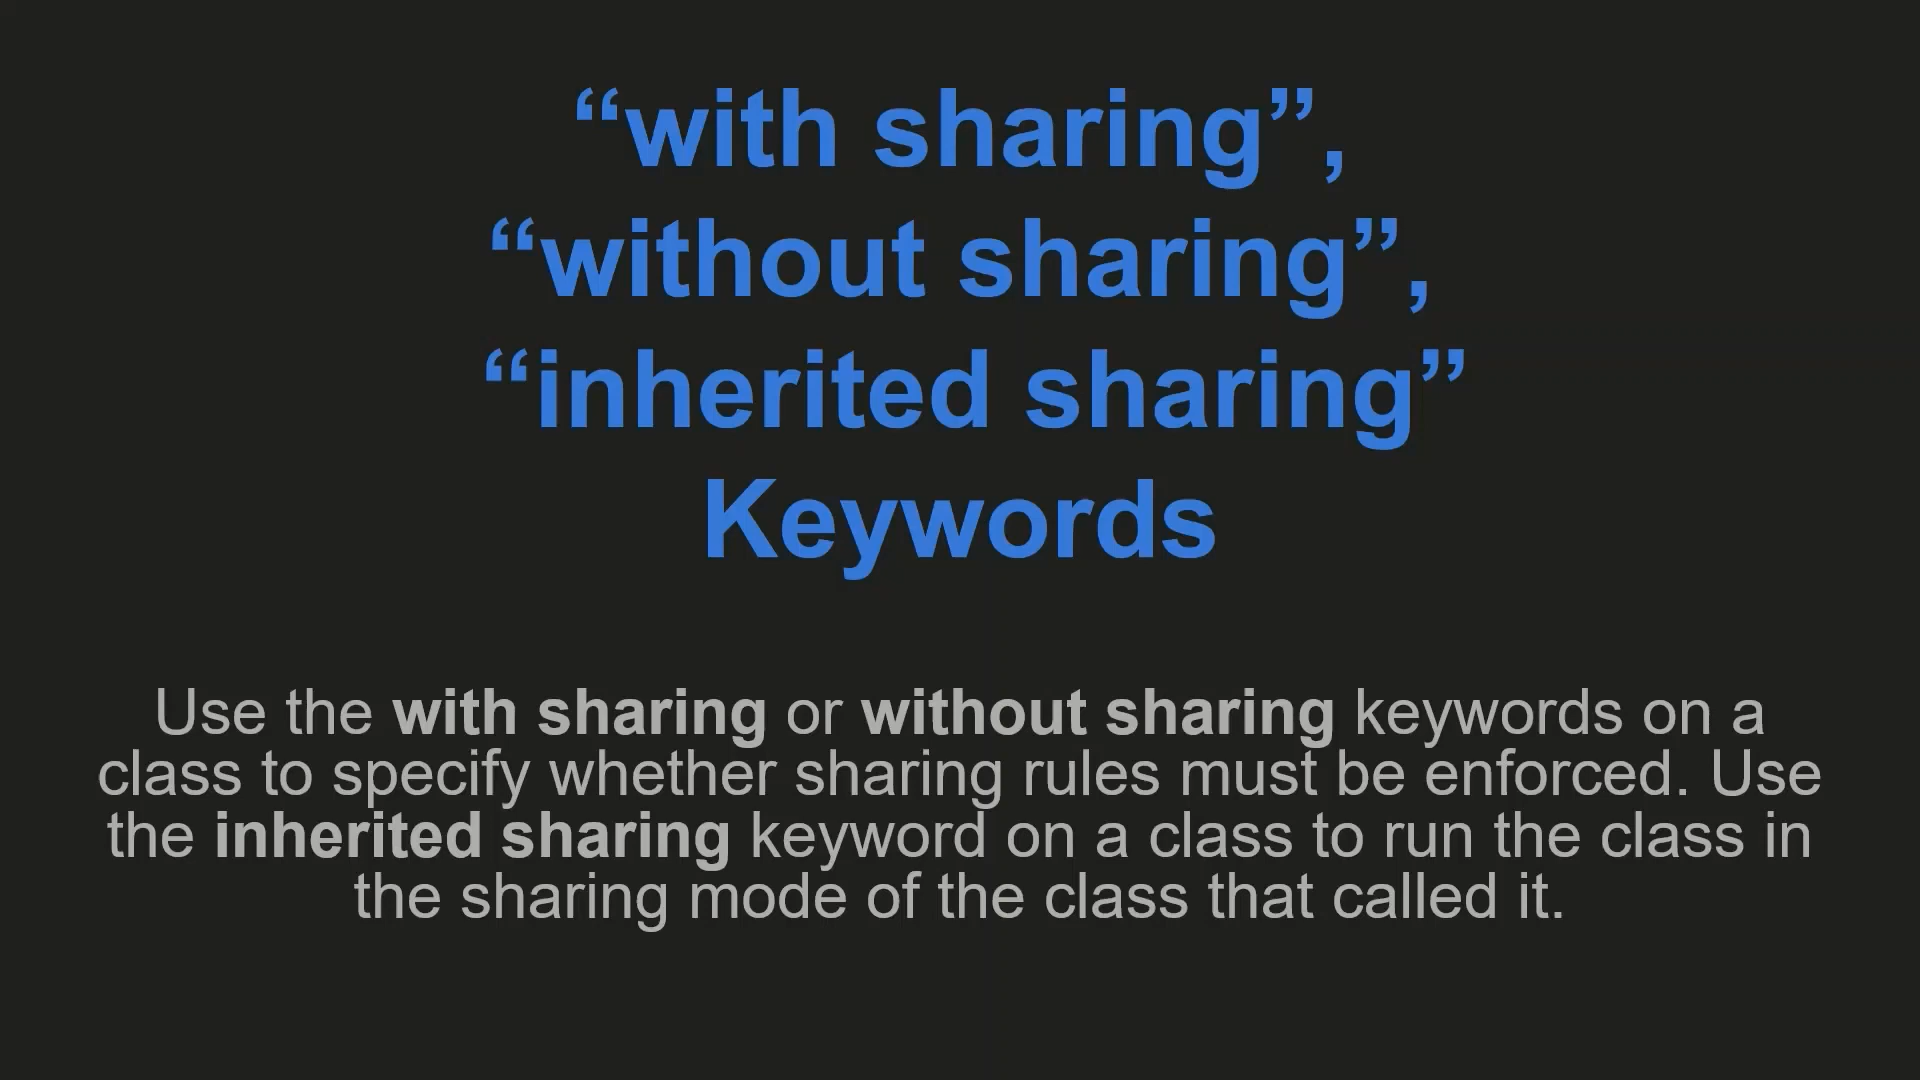 “with sharing”,
“without sharing”,
“inherited sharing”
Keywords
Use the with sharing or without sharing keywords on a
class to specify whether sharing rules must be enforced. Use
the inherited sharing keyword on a class to run the class in
the sharing mode of the class that called it.